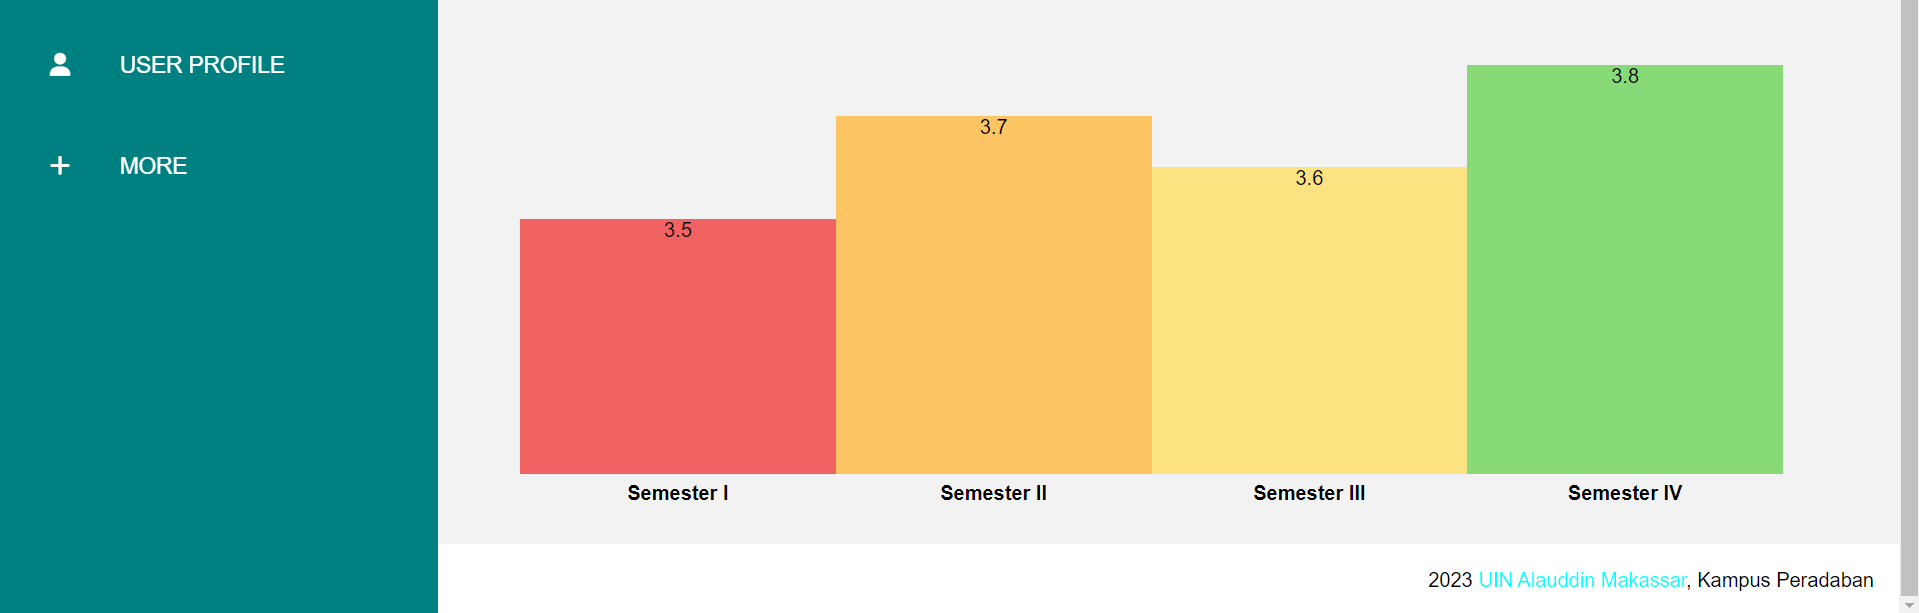 USER PROFILE
MORE
3.5
3.7
3.6
3.8
Semester I
Semester II
Semester III
Semester IV
2023 UIN Alauddin Makassar, Kampus Peradaban